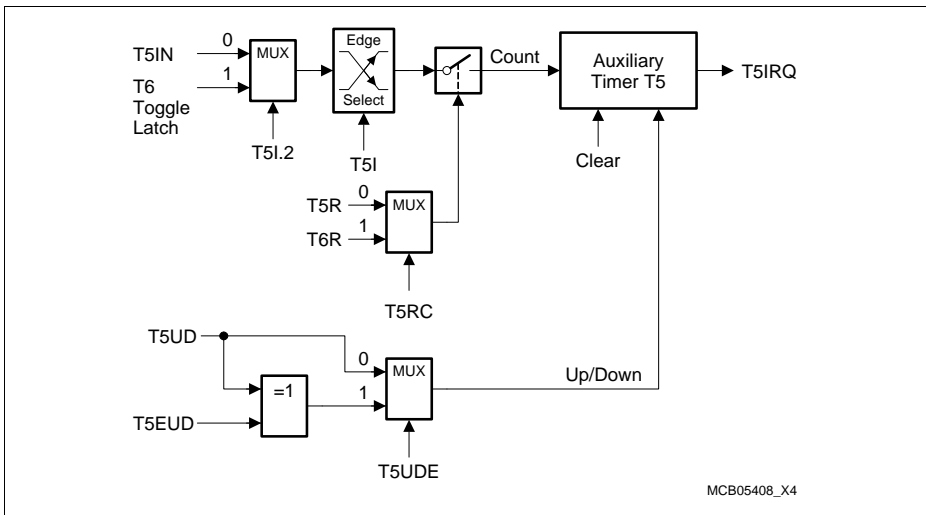 T5IN
0
MUX
Edge
Select
Count
Auxiliary
Timer T5
T5IRQ
T6
Toggle
Latch
1
T5I.2
T5I
Clear
T5R
0
MUX
T6R
1
T5RC
T5UD
0
MUX
Up/Down
=1
1
T5EUD
T5UDE
MCB05408_X4